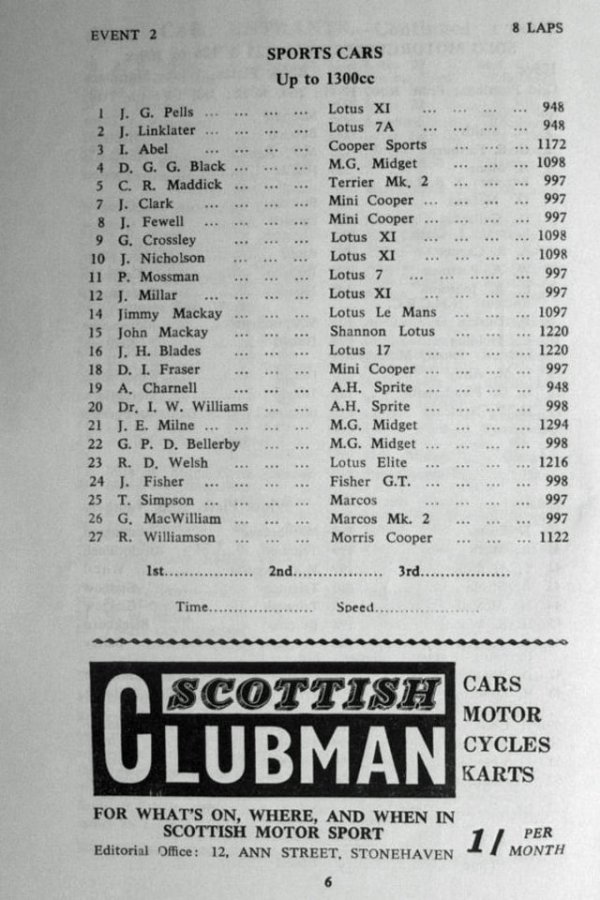 EVENT 2 8 LAPS
SPORTS CARS
Up to 1300cc
1 J. G. Pells ... ... ... ... Lotus XI ... ... ... ... 948
2 J. Linklater ... ... ... ... Lotus 7A ... ... ... ... 948
3 I. Abel ... ... ... ... Cooper Sports ... ... ... 1172
4 D. G. G. Black ... ... ... M.G. Midget ... ... ... 1098
5 C. R. Maddick ... ... ... Terrier Mk. 2 ... ... ... 997
7 J. Clark ... ... ... ... Mini Cooper ... ... ... ... 997
8 J. Fewell ... ... ... ... Mini Cooper ... ... ... ... 997
9 G. Crossley ... ... ... Lotus XI ... ... ... ... 1098
10 J. Nicholson ... ... ... Lotus XI ... ... ... ... 1098
11 P. Mossman ... ... ... Lotus 7 ... ... ...... ... 997
12 J. Millar ... ... ... ... Lotus XI ... ... ... ... 997
14 Jimmy Mackay ... ... ... Lotus Le Mans ... ... ... 1097
15 John Mackay ... ... ... Shannon Lotus ... ... ... 1220
16 J. H. Blades ... ... ... Lotus 17 ... ... ... ... 1220
18 D. I. Fraser ... ... ... Mini Cooper ... ... ... ... 997
19 A. Charnell ... ... ... A.H. Sprite ... ... ... ... 948
20 Dr. I. W. Williams ... ... A.H. Sprite ... ... ... ... 998
21 J. E. Milne ... ... ... ... M.G. Midget ... ... ... ... 1294
22 G. P. D. Bellerby ... ... M.G. Midget ... ... ... ... 998
23 R. D. Welsh ... ... ... Lotus Elite ... ... ... ... 1216
24 J. Fisher ... ... ... ... Fisher G.T. ... ... ... ... 998
25 T. Simpson ... ... ... ... Marcos ... ... ... ... 997
26 G. MacWilliam ... ... ... Marcos Mk. 2 ... ... ... 997
27 R. Williamson ... ... ... Morris Cooper ... ... ... 1122
1st.................. 2nd.................. 3rd..................
Time..................... Speed.....................
SCOTTISH
CLUBMAN
CARS
MOTOR
CYCLES
KARTS
FOR WHAT'S ON, WHERE, AND WHEN IN
SCOTTISH MOTOR SPORT
Editorial Office: 12, ANN STREET, STONEHAVEN
1/ PER
MONTH
6